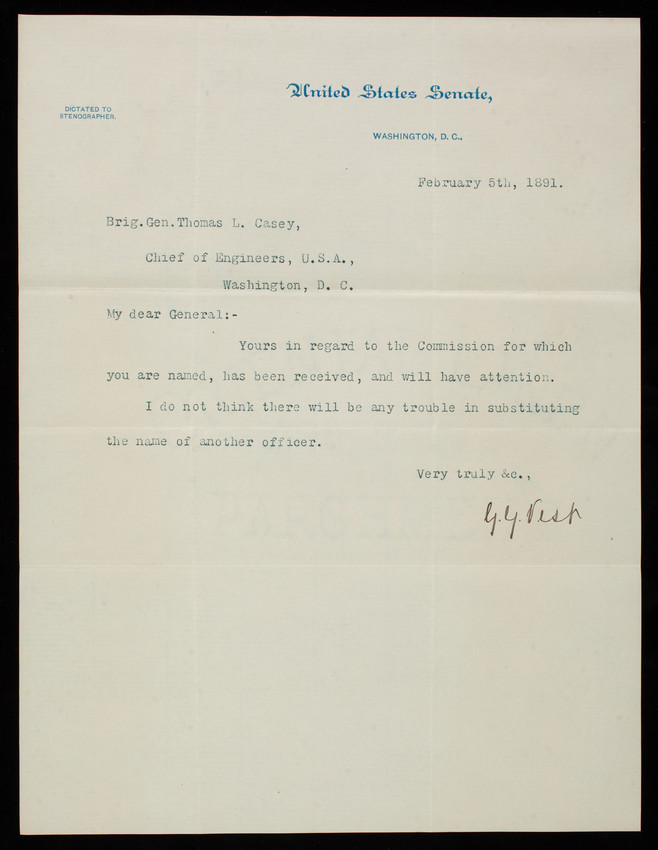 DICTATED TO
STENOGRAPHER.
United States Senate,
WASHINGTON, D. C.,
February 5th, 1891.
Brig.Gen.Thomas L. Casey,
Chief of Engineers, U.S.A.,
Washington, D. C.
My dear General:-
Yours in regard to the Commission for which
you are named, has been received, and will have attention.
I do not think there will be any trouble in substituting
the name of another officer.
Very truly &c.,
G.G. Vest